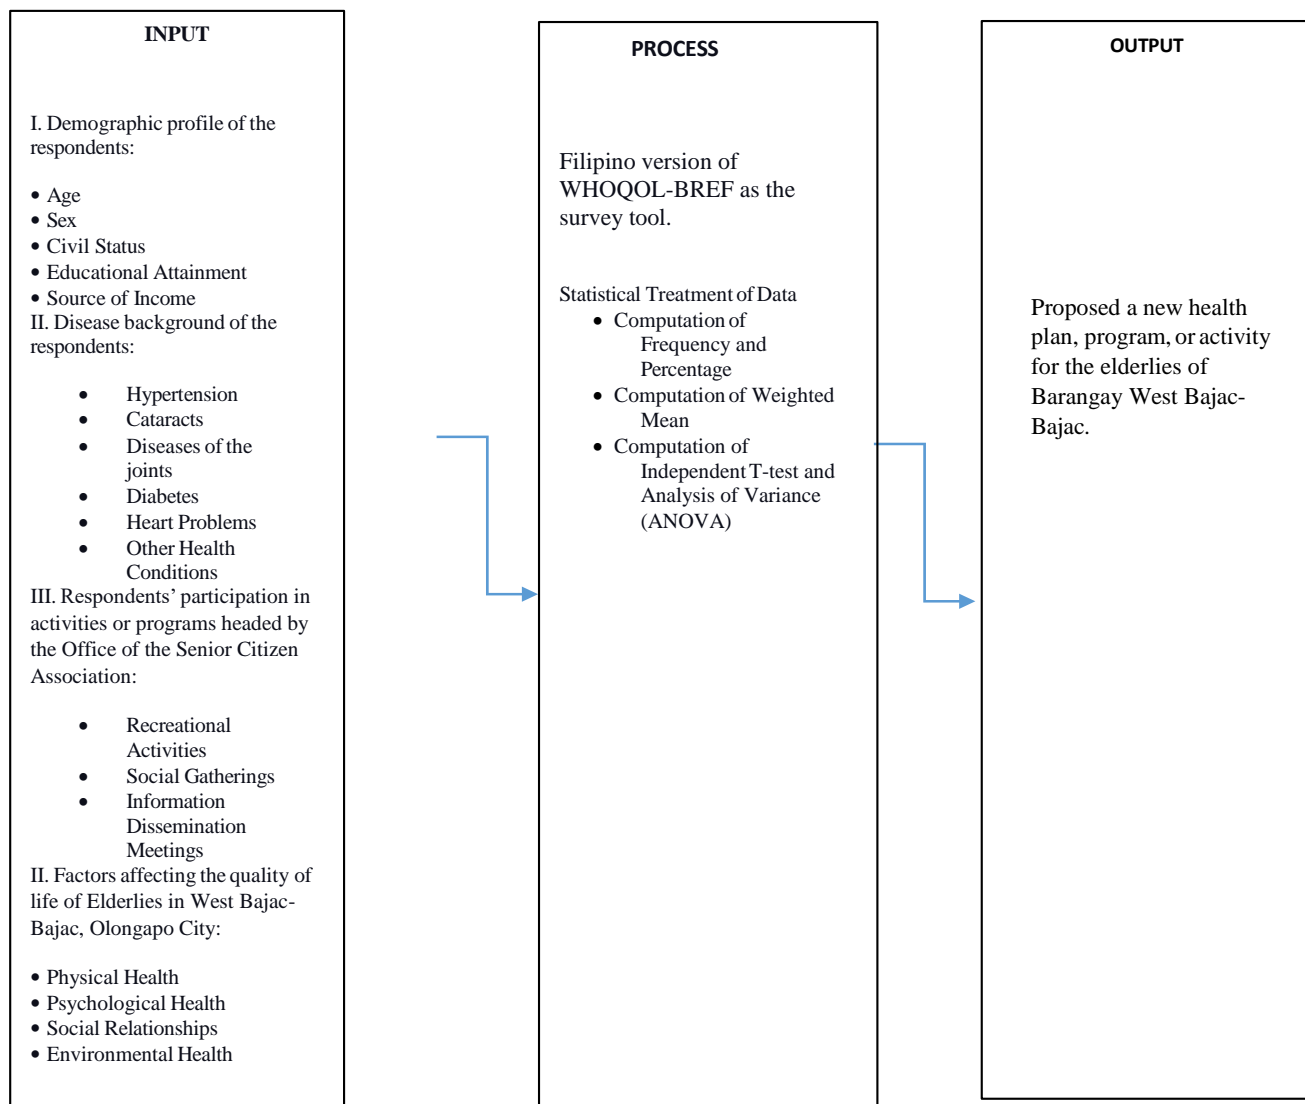 INPUT
I. Demographic profile of the
respondents:
• Age
• Sex
• Civil Status
• Educational Attainment
• Source of Income
II. Disease background of the
respondents:
• Hypertension
• Cataracts
• Diseases of the
joints
• Diabetes
• Heart Problems
• Other Health
Conditions
III. Respondents’ participation in
activities or programs headed by
the Office of the Senior Citizen
Association:
• Recreational
Activities
• Social Gatherings
• Information
Dissemination
Meetings
II. Factors affecting the quality of
life of Elderlies in West Bajac-
Bajac, Olongapo City:
• Physical Health
• Psychological Health
• Social Relationships
• Environmental Health
PROCESS
Filipino version of
WHOQOL-BREF as the
survey tool.
Statistical Treatment of Data
• Computation of
Frequency and
Percentage
• Computation of Weighted
Mean
• Computation of
Independent T-test and
Analysis of Variance
(ANOVA)
OUTPUT
Proposed a new health
plan, program, or activity
for the elderlies of
Barangay West Bajac-
Bajac.